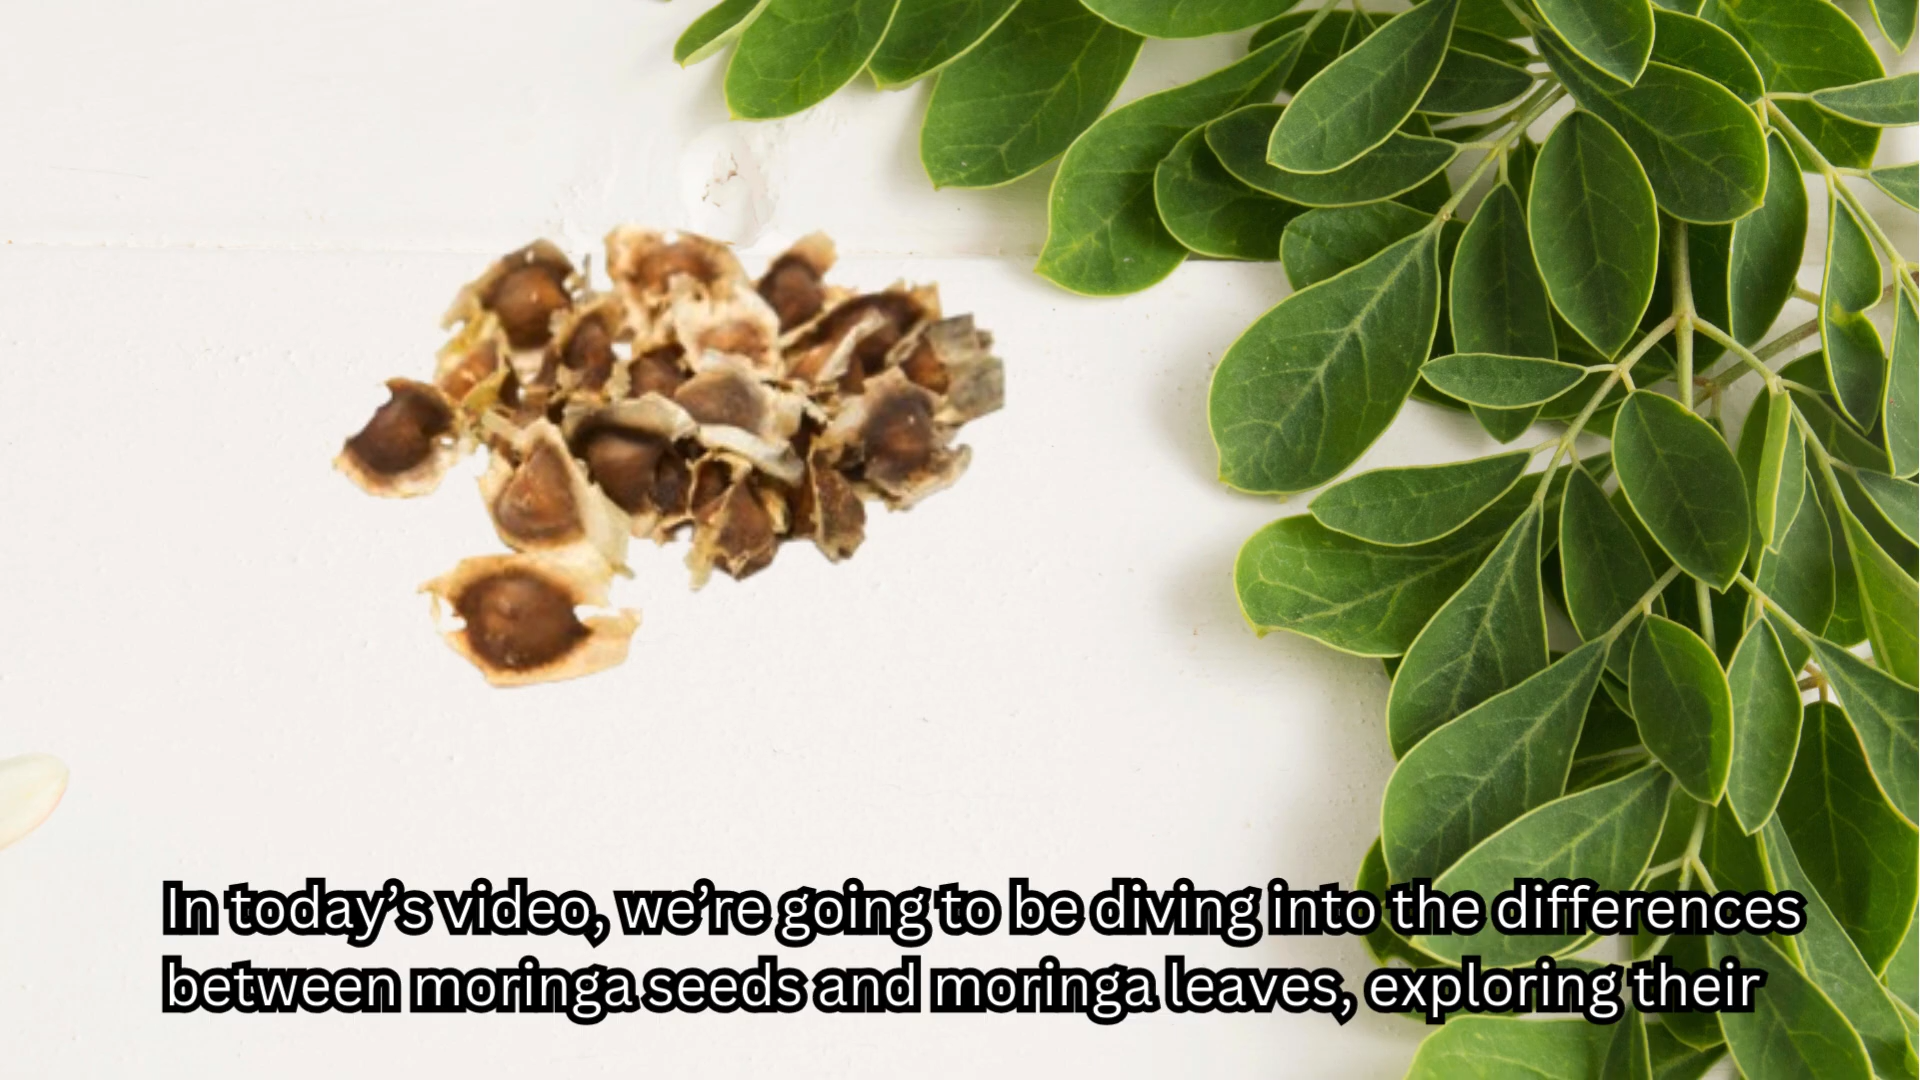 In today’s video, we’re going to be diving into the differences
between moringa seeds and moringa leaves, exploring their